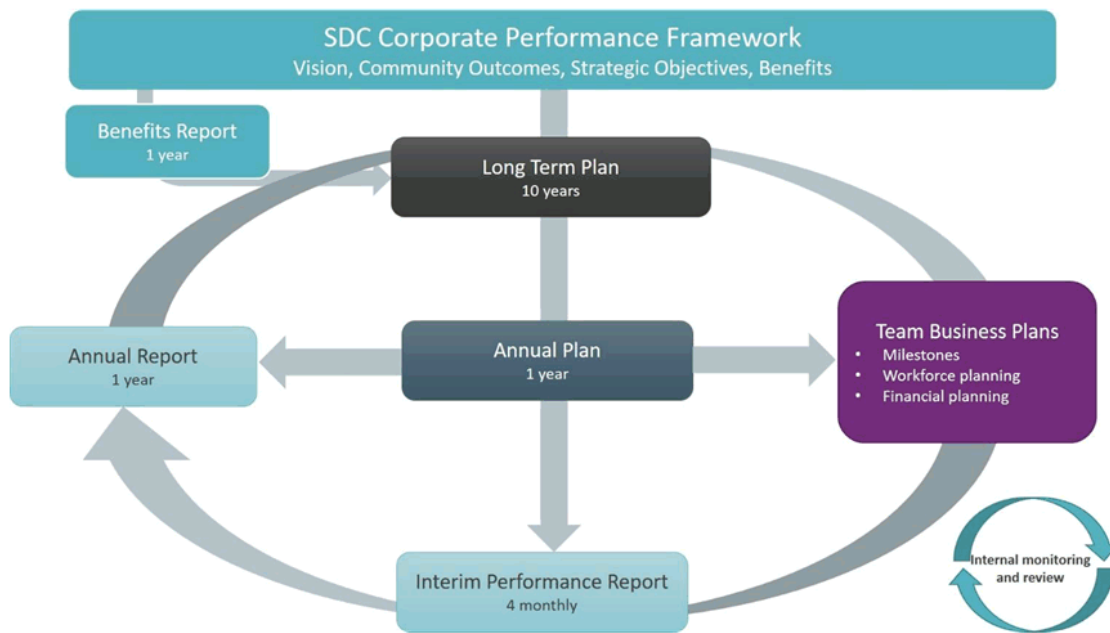 SDC Corporate Performance Framework
Vision, Community Outcomes, Strategic Objectives, Benefits
Benefits Report
1 year
Long Term Plan
10 years
Annual Report
1 year
Annual Plan
1 year
Team Business Plans
• Milestones
• Workforce planning
• Financial planning
Interim Performance Report
4 monthly
Internal monitoring
and review